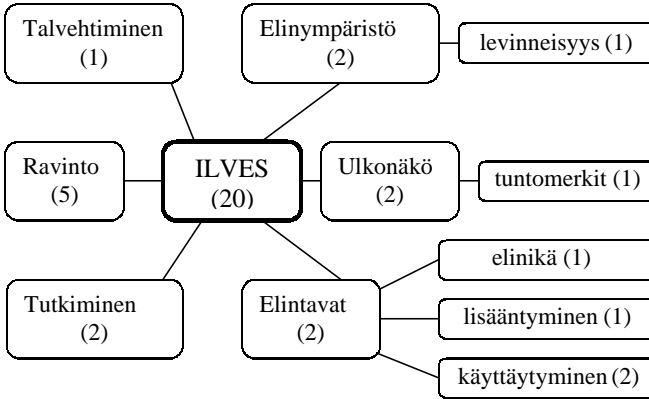 Talvehtiminen
(1)
Elinympäristö
(2)
levinneisyys (1)
Ravinto
(5)
ILVES
(20)
Ulkonäkö
(2)
tuntomerkit (1)
Tutkiminen
(2)
Elintavat
(2)
elinikä (1)
lisääntyminen (1)
käyttäytyminen (2)